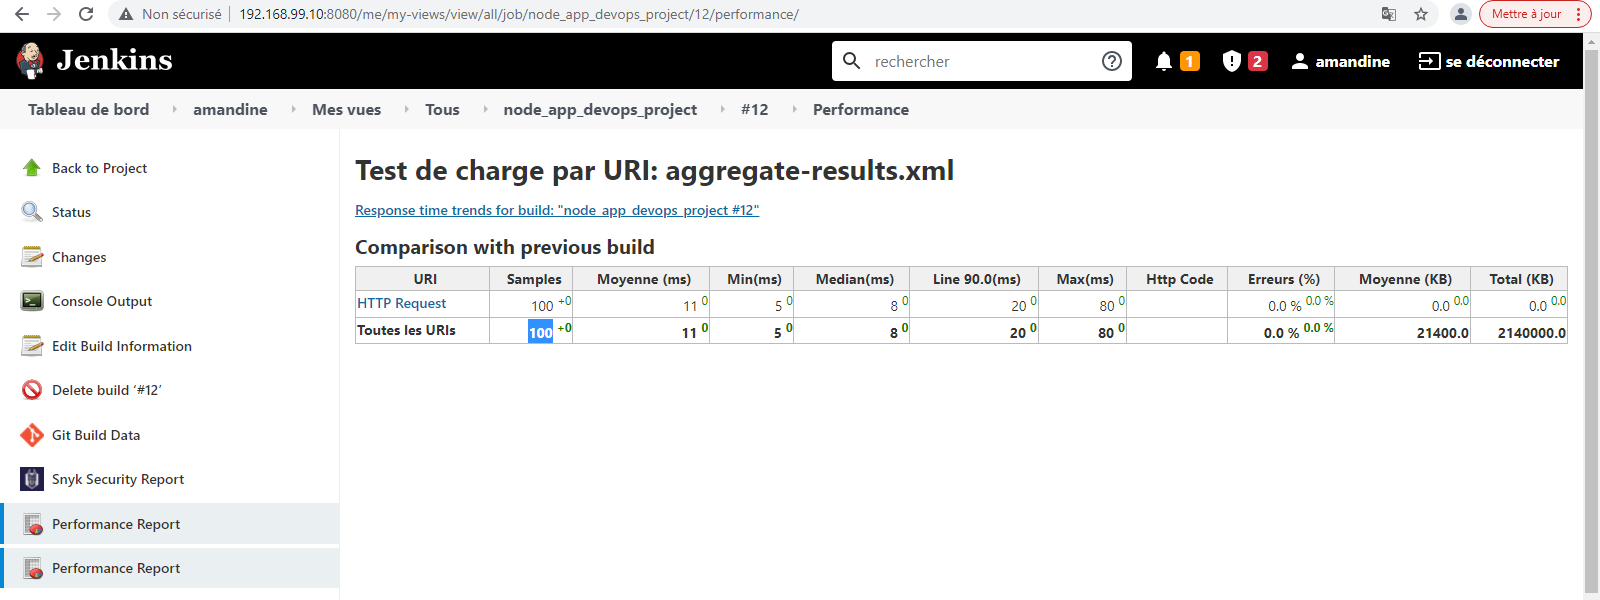 Non sécurisé 192.168.99.10:8080/me/my-views/view/all/job/node_app_devops_project/12/performance/ Mettre à jour
Jenkins rechercher 1 2 amandine se déconnecter
Tableau de bord amandine Mes vues Tous node_app_devops_project #12 Performance
Back to Project
Status
Changes
Console Output
Edit Build Information
Delete build ‘#12’
Git Build Data
Snyk Security Report
Performance Report
Performance Report
Test de charge par URI: aggregate-results.xml
Response time trends for build: "node_app_devops_project #12"
Comparison with previous build
URI Samples Moyenne (ms) Min(ms) Median(ms) Line 90.0(ms) Max(ms) Http Code Erreurs (%) Moyenne (KB) Total (KB)
HTTP Request 100 +0 11 0 5 0 8 0 20 0 80 0 0.0 % 0.0 % 0.0 0.0 0.0 0.0
Toutes les URIs 100 +0 11 0 5 0 8 0 20 0 80 0 0.0 % 0.0 % 21400.0 2140000.0